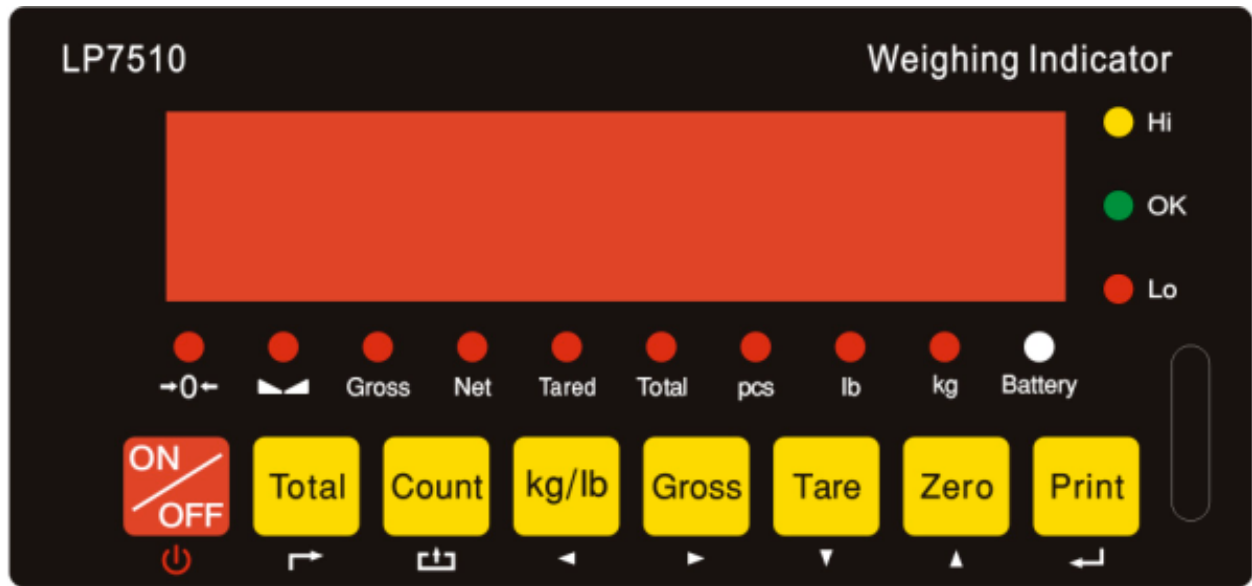 LP7510 Weighing Indicator
Hi
OK
Lo
→0←
Gross Net Tared Total pcs lb kg Battery
ON/OFF Total Count kg/lb Gross Tare Zero Print